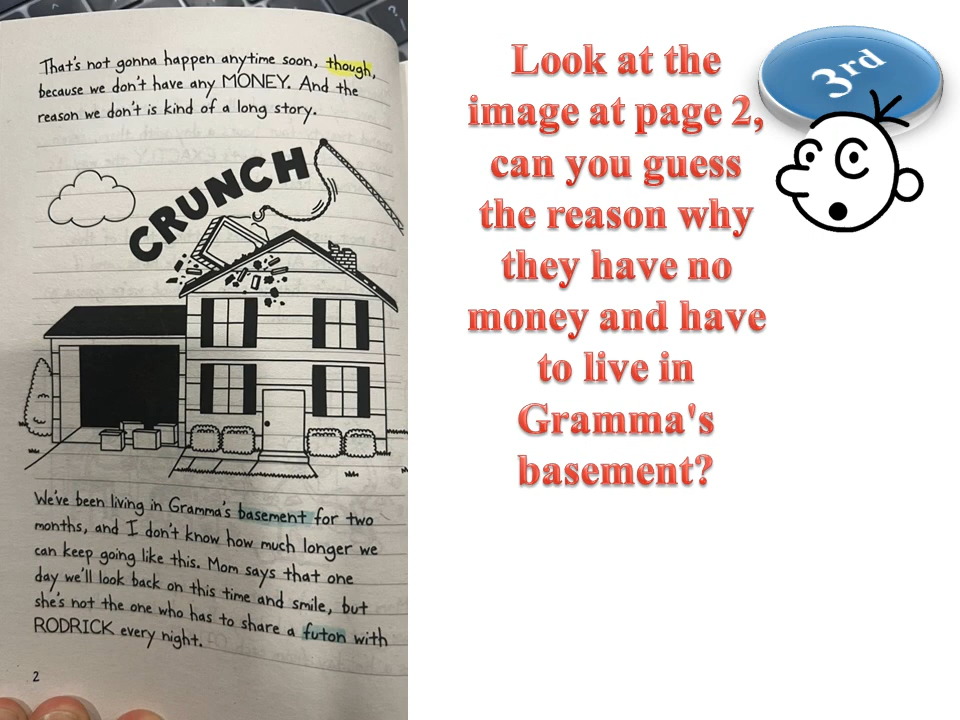 That's not gonna happen anytime soon, though,
because we don't have any MONEY. And the
reason we don't is kind of a long story.
CRUNCH
We've been living in Gramma's basement for two
months, and I don't know how much longer we
can keep going like this. Mom says that one
day we'll look back on this time and smile, but
she's not the one who has to share a futon with
RODRICK every night.
2
Look at the
image at page 2,
can you guess
the reason why
they have no
money and have
to live in
Gramma's
basement?
3rd